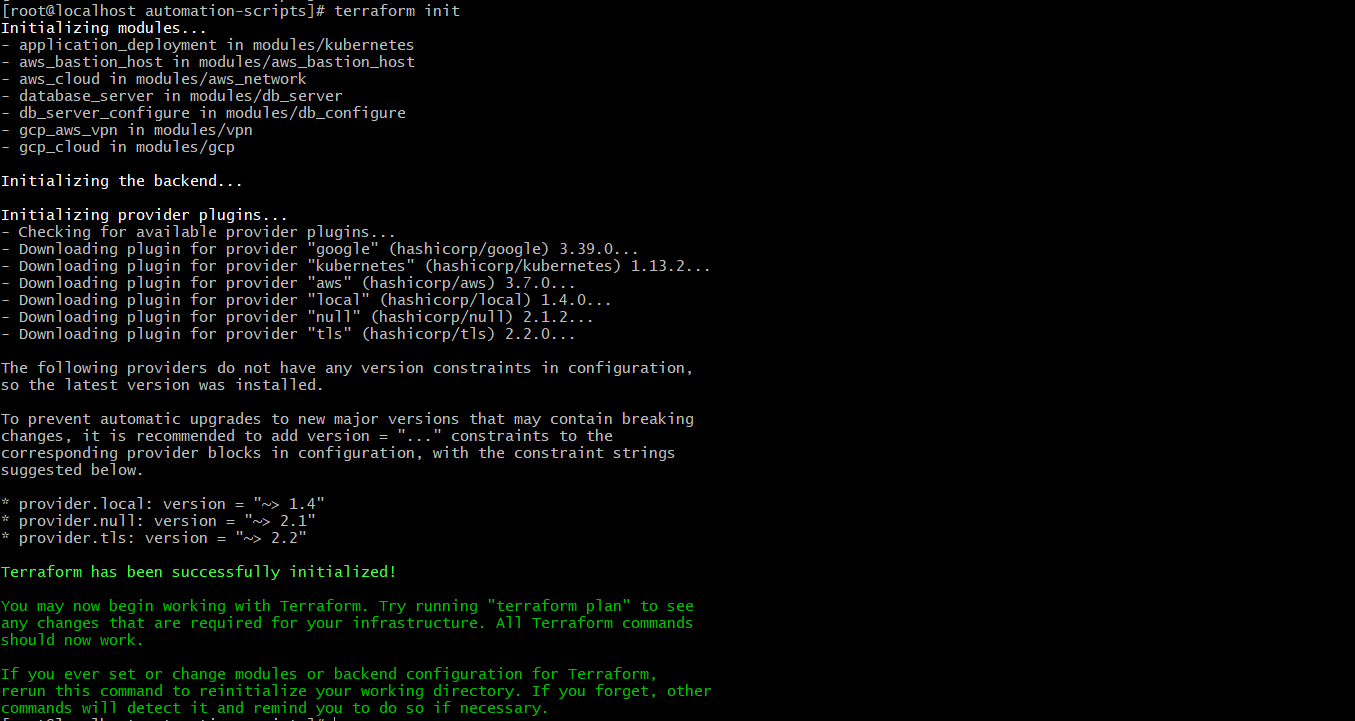 [root@localhost automation-scripts]# terraform init
Initializing modules...
- application_deployment in modules/kubernetes
- aws_bastion_host in modules/aws_bastion_host
- aws_cloud in modules/aws_network
- database_server in modules/db_server
- db_server_configure in modules/db_configure
- gcp_aws_vpn in modules/vpn
- gcp_cloud in modules/gcp
Initializing the backend...
Initializing provider plugins...
- Checking for available provider plugins...
- Downloading plugin for provider "google" (hashicorp/google) 3.39.0...
- Downloading plugin for provider "kubernetes" (hashicorp/kubernetes) 1.13.2...
- Downloading plugin for provider "aws" (hashicorp/aws) 3.7.0...
- Downloading plugin for provider "local" (hashicorp/local) 1.4.0...
- Downloading plugin for provider "null" (hashicorp/null) 2.1.2...
- Downloading plugin for provider "tls" (hashicorp/tls) 2.2.0...
The following providers do not have any version constraints in configuration,
so the latest version was installed.
To prevent automatic upgrades to new major versions that may contain breaking
changes, it is recommended to add version = "..." constraints to the
corresponding provider blocks in configuration, with the constraint strings
suggested below.
* provider.local: version = "~> 1.4"
* provider.null: version = "~> 2.1"
* provider.tls: version = "~> 2.2"
Terraform has been successfully initialized!
You may now begin working with Terraform. Try running "terraform plan" to see
any changes that are required for your infrastructure. All Terraform commands
should now work.
If you ever set or change modules or backend configuration for Terraform,
rerun this command to reinitialize your working directory. If you forget, other
commands will detect it and remind you to do so if necessary.